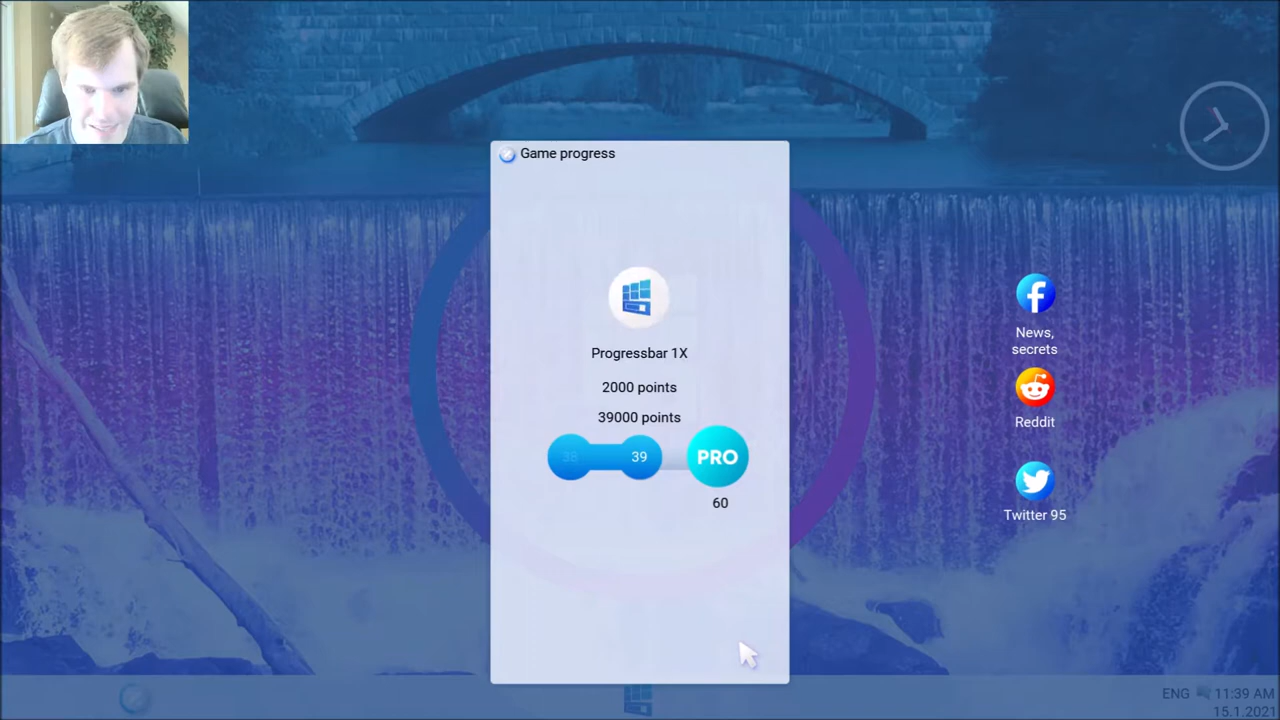 Game progress
Progressbar 1X
2000 points
39000 points
38
39
PRO
60
News,
secrets
Reddit
Twitter 95
ENG
11:39 AM
15.1.2021